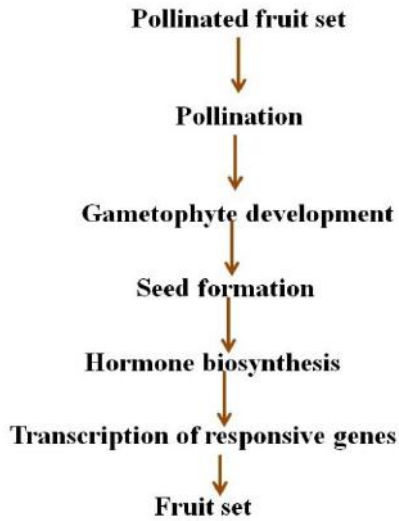 Pollinated fruit set
Pollination
Gametophyte development
Seed formation
Hormone biosynthesis
Transcription of responsive genes
Fruit set